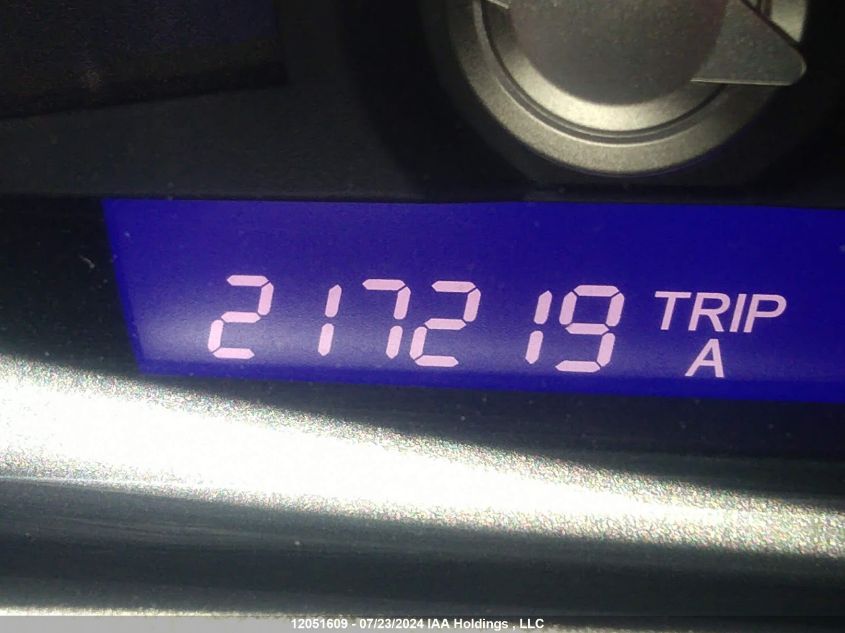 217219 TRIP
A
12051609 - 07/23/2024 IAA Holdings , LLC